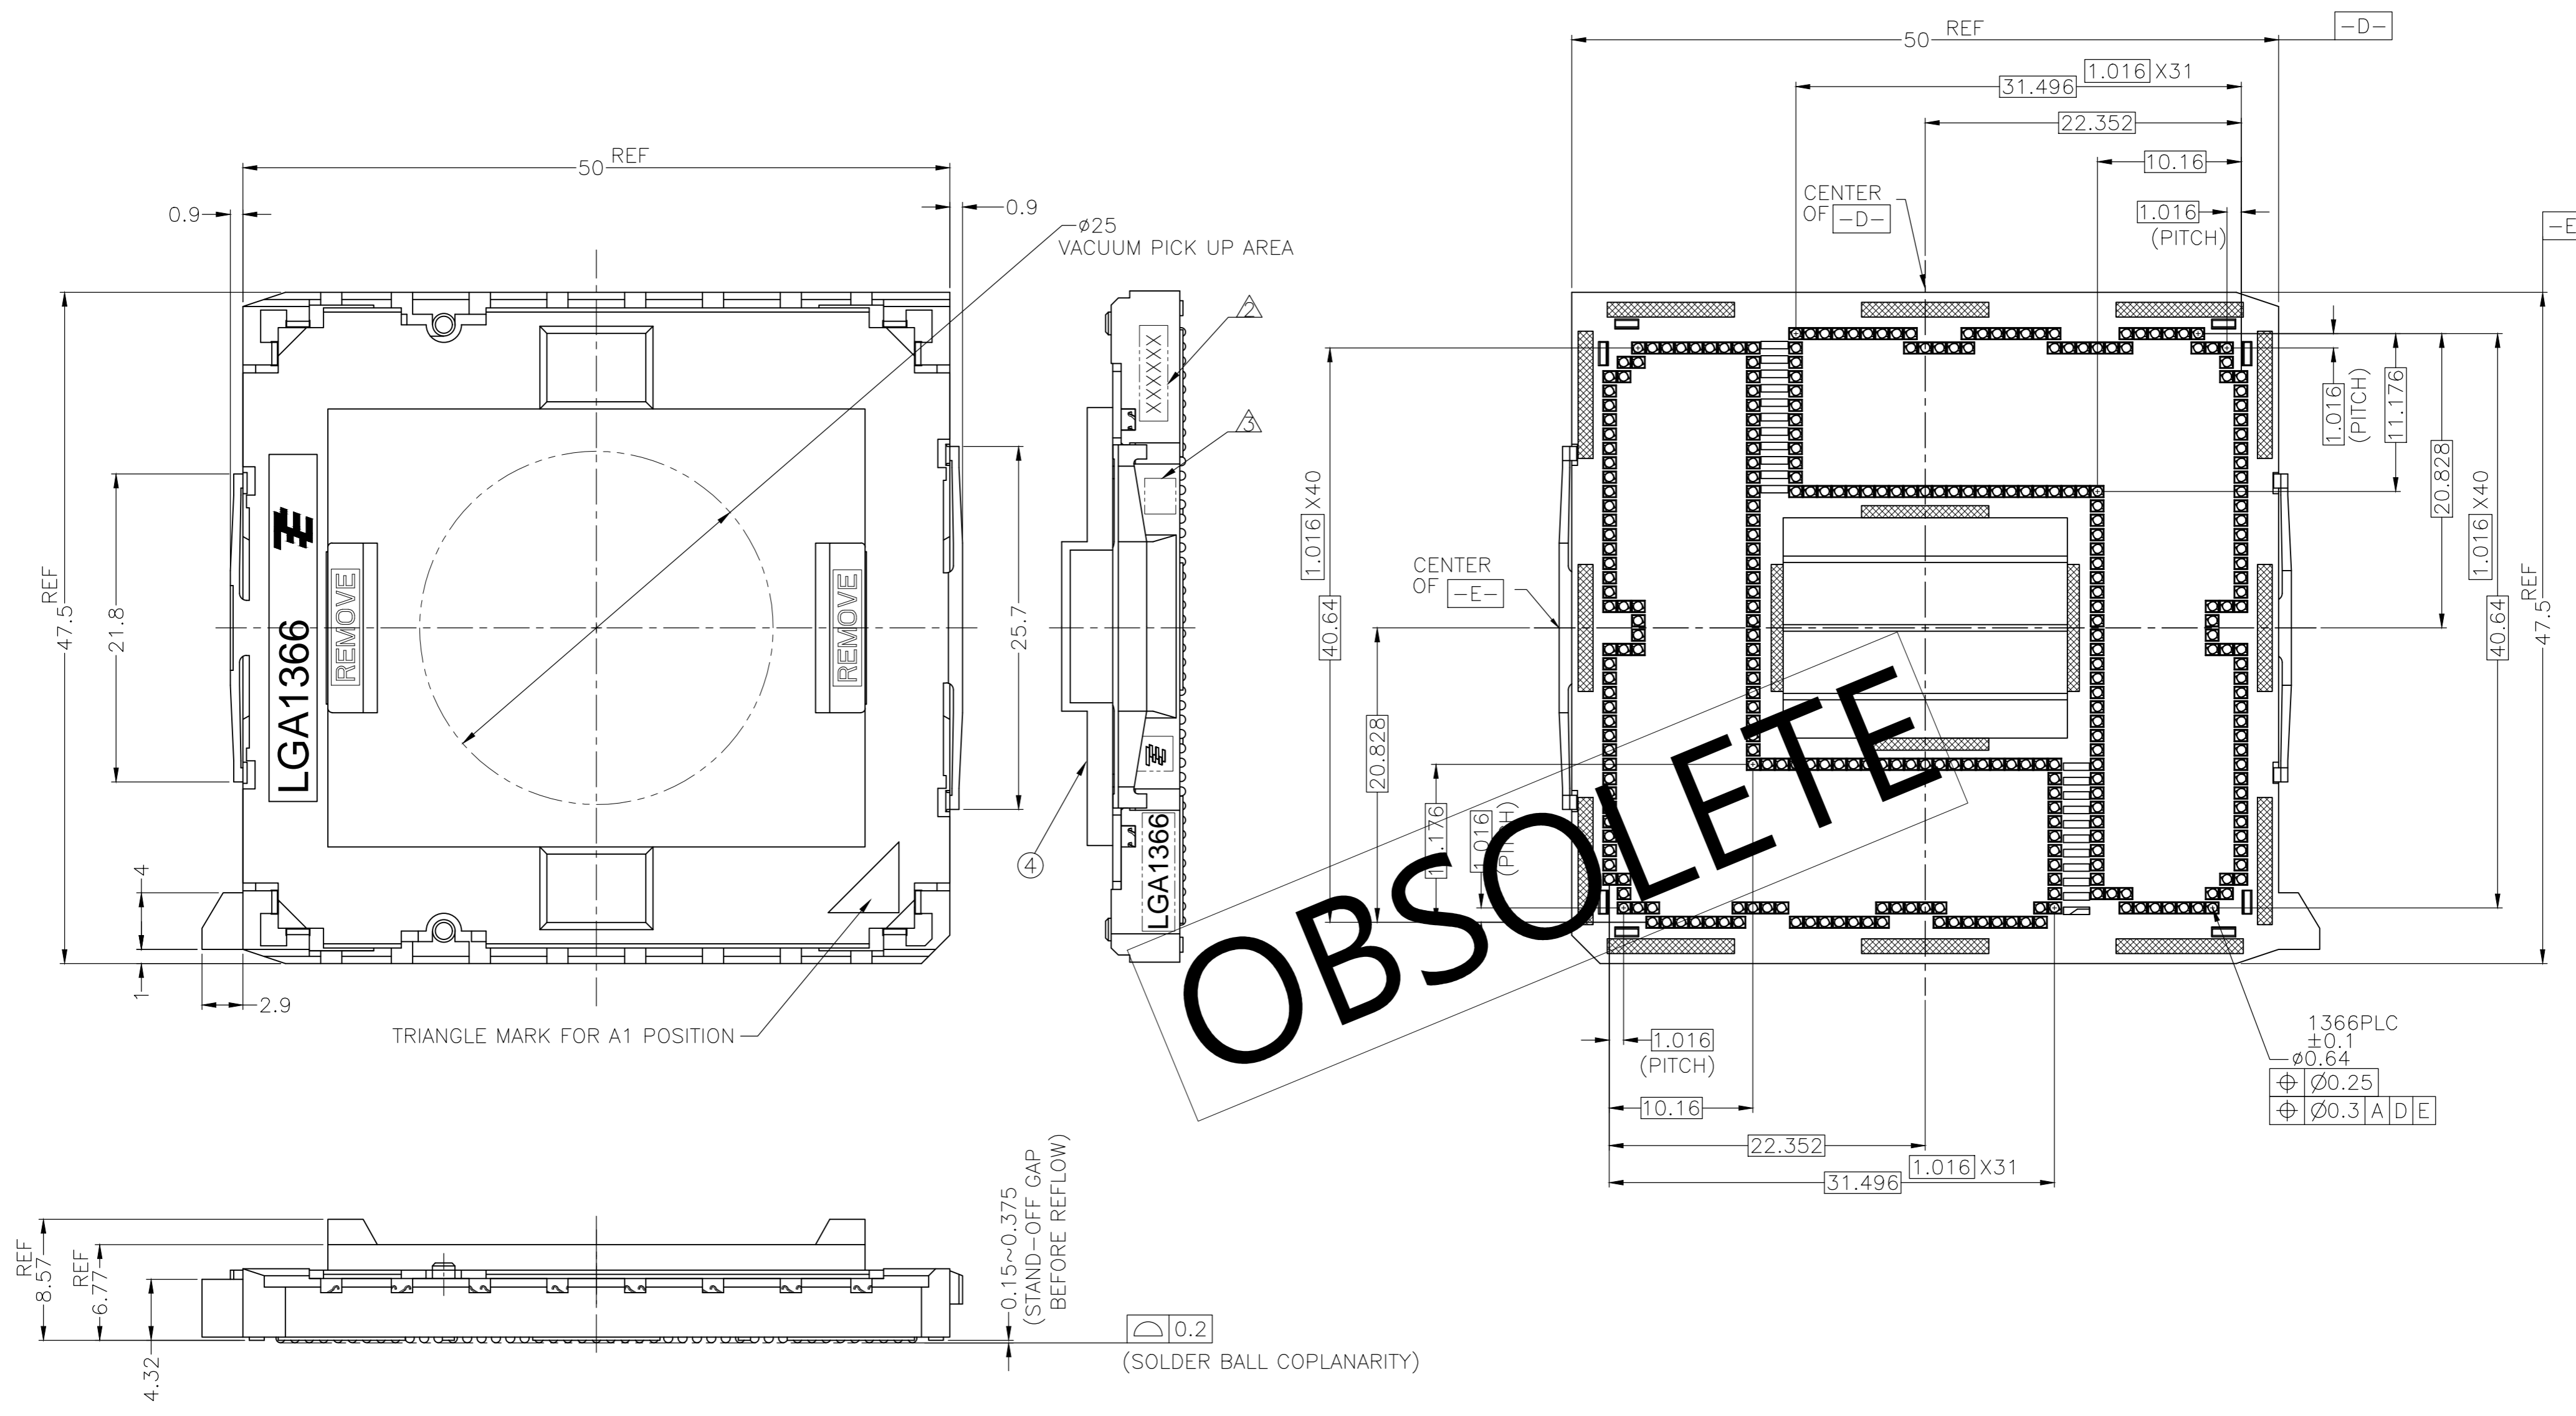 50 REF
0.9
0.9
ø25
VACUUM PICK UP AREA
47.5 REF
21.8
25.7
LGA1366
REMOVE
REMOVE
4
1
2.9
TRIANGLE MARK FOR A1 POSITION
2
XXXXXX
3
4
LGA1366
50 REF
-D-
1.016 X31
31.496
22.352
10.16
CENTER
OF -D-
1.016
(PITCH)
-E
1.016 X40
40.64
CENTER
OF -E-
20.828
1.016
(PITCH)
11.176
20.828
1.016 X40
40.64
47.5 REF
11.176
1.016
(PITCH)
OBSOLETE
1.016
(PITCH)
10.16
22.352
1.016 X31
31.496
1366PLC
±0.1
ø0.64
⌖ Ø0.25
⌖ Ø0.3 A D E
8.57 REF
6.77 REF
4.32
0.15~0.375
(STAND-OFF GAP
BEFORE REFLOW)
⌓ 0.2
(SOLDER BALL COPLANARITY)